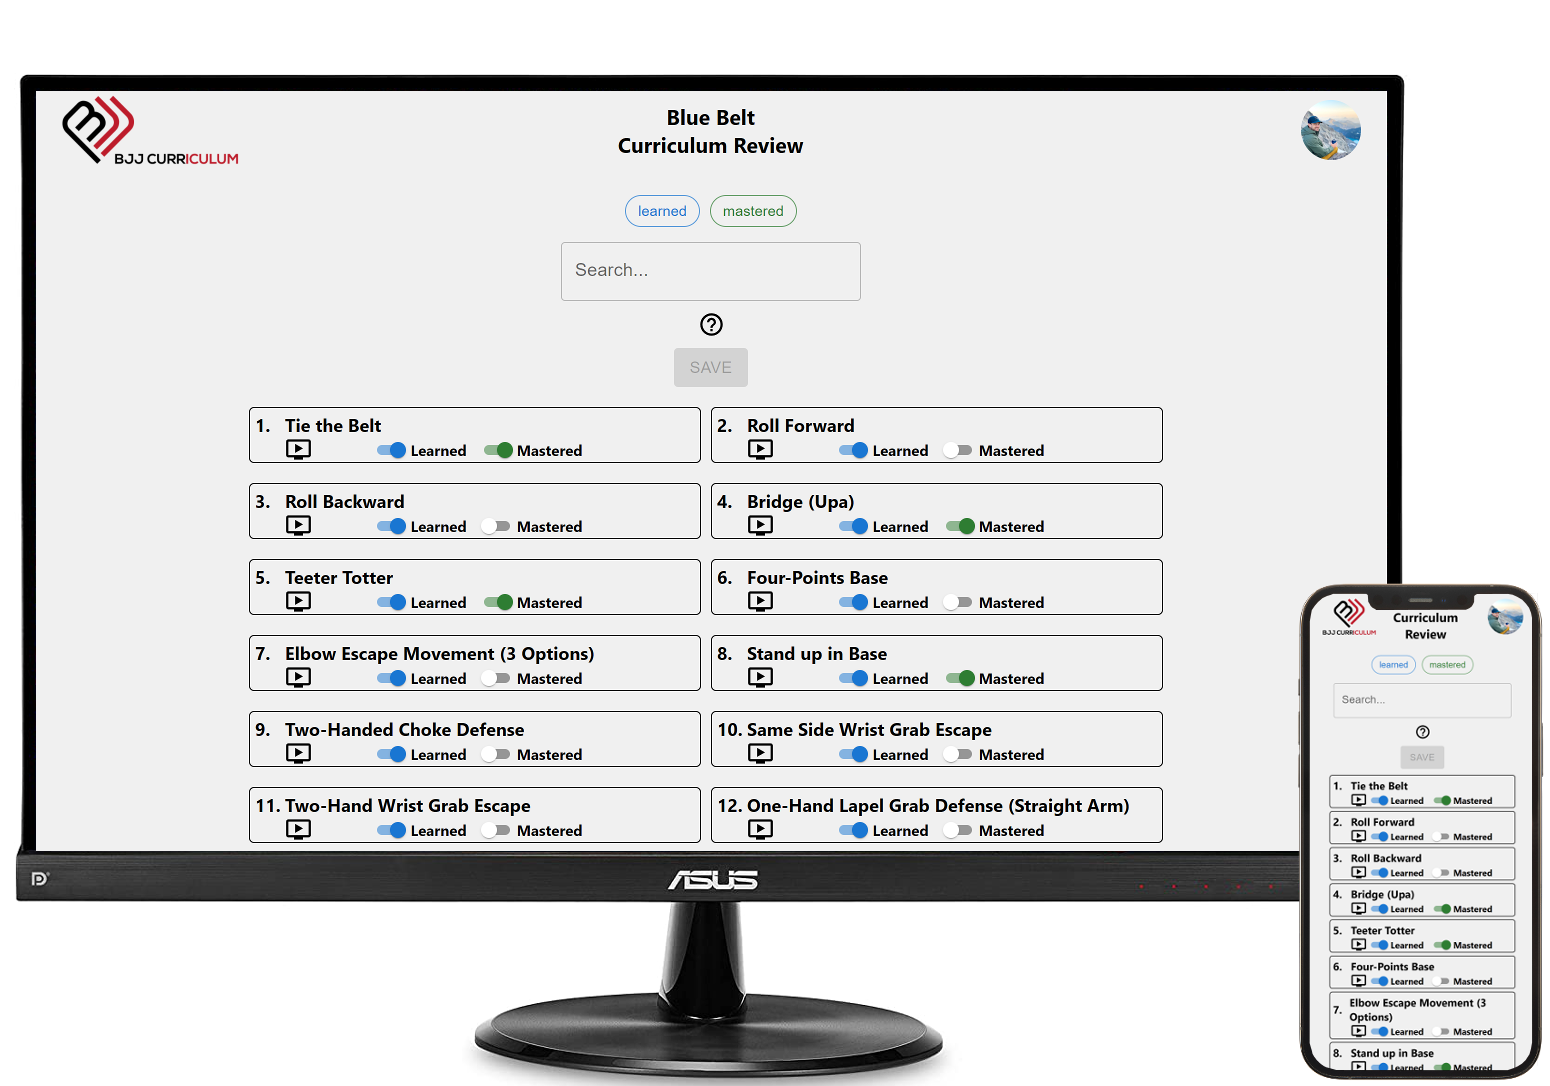 BJJ CURRICULUM
Blue Belt
Curriculum Review
learned
mastered
Search...
SAVE
1. Tie the Belt
Learned Mastered
2. Roll Forward
Learned Mastered
3. Roll Backward
Learned Mastered
4. Bridge (Upa)
Learned Mastered
5. Teeter Totter
Learned Mastered
6. Four-Points Base
Learned Mastered
7. Elbow Escape Movement (3 Options)
Learned Mastered
8. Stand up in Base
Learned Mastered
9. Two-Handed Choke Defense
Learned Mastered
10. Same Side Wrist Grab Escape
Learned Mastered
11. Two-Hand Wrist Grab Escape
Learned Mastered
12. One-Hand Lapel Grab Defense (Straight Arm)
Learned Mastered
ASUS
BJJ CURRICULUM
Curriculum
Review
learned
mastered
Search...
SAVE
1. Tie the Belt
Learned Mastered
2. Roll Forward
Learned Mastered
3. Roll Backward
Learned Mastered
4. Bridge (Upa)
Learned Mastered
5. Teeter Totter
Learned Mastered
6. Four-Points Base
Learned Mastered
7. Elbow Escape Movement (3
Options)
Learned Mastered
8. Stand up in Base
Learned Mastered